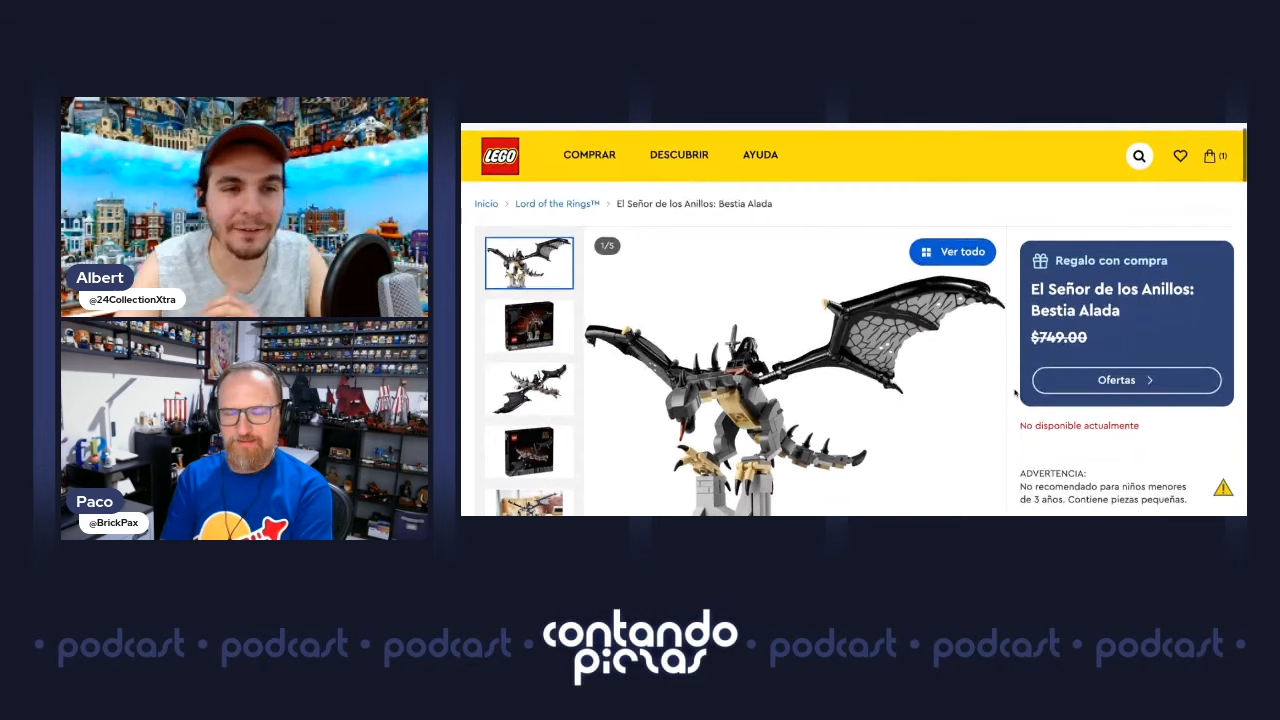 Albert
@24CollectionXtra
Paco
@BrickPax
LEGO
COMPRAR
DESCUBRIR
AYUDA
(1)
Inicio > Lord of the Rings™ > El Señor de los Anillos: Bestia Alada
1/5
Ver todo
Regalo con compra
El Señor de los Anillos:
Bestia Alada
$749.00
Ofertas >
No disponible actualmente
ADVERTENCIA:
No recomendado para niños menores
de 3 años. Contiene piezas pequeñas.
• podcast • podcast • podcast • contando piezas • podcast • podcast • podcast •